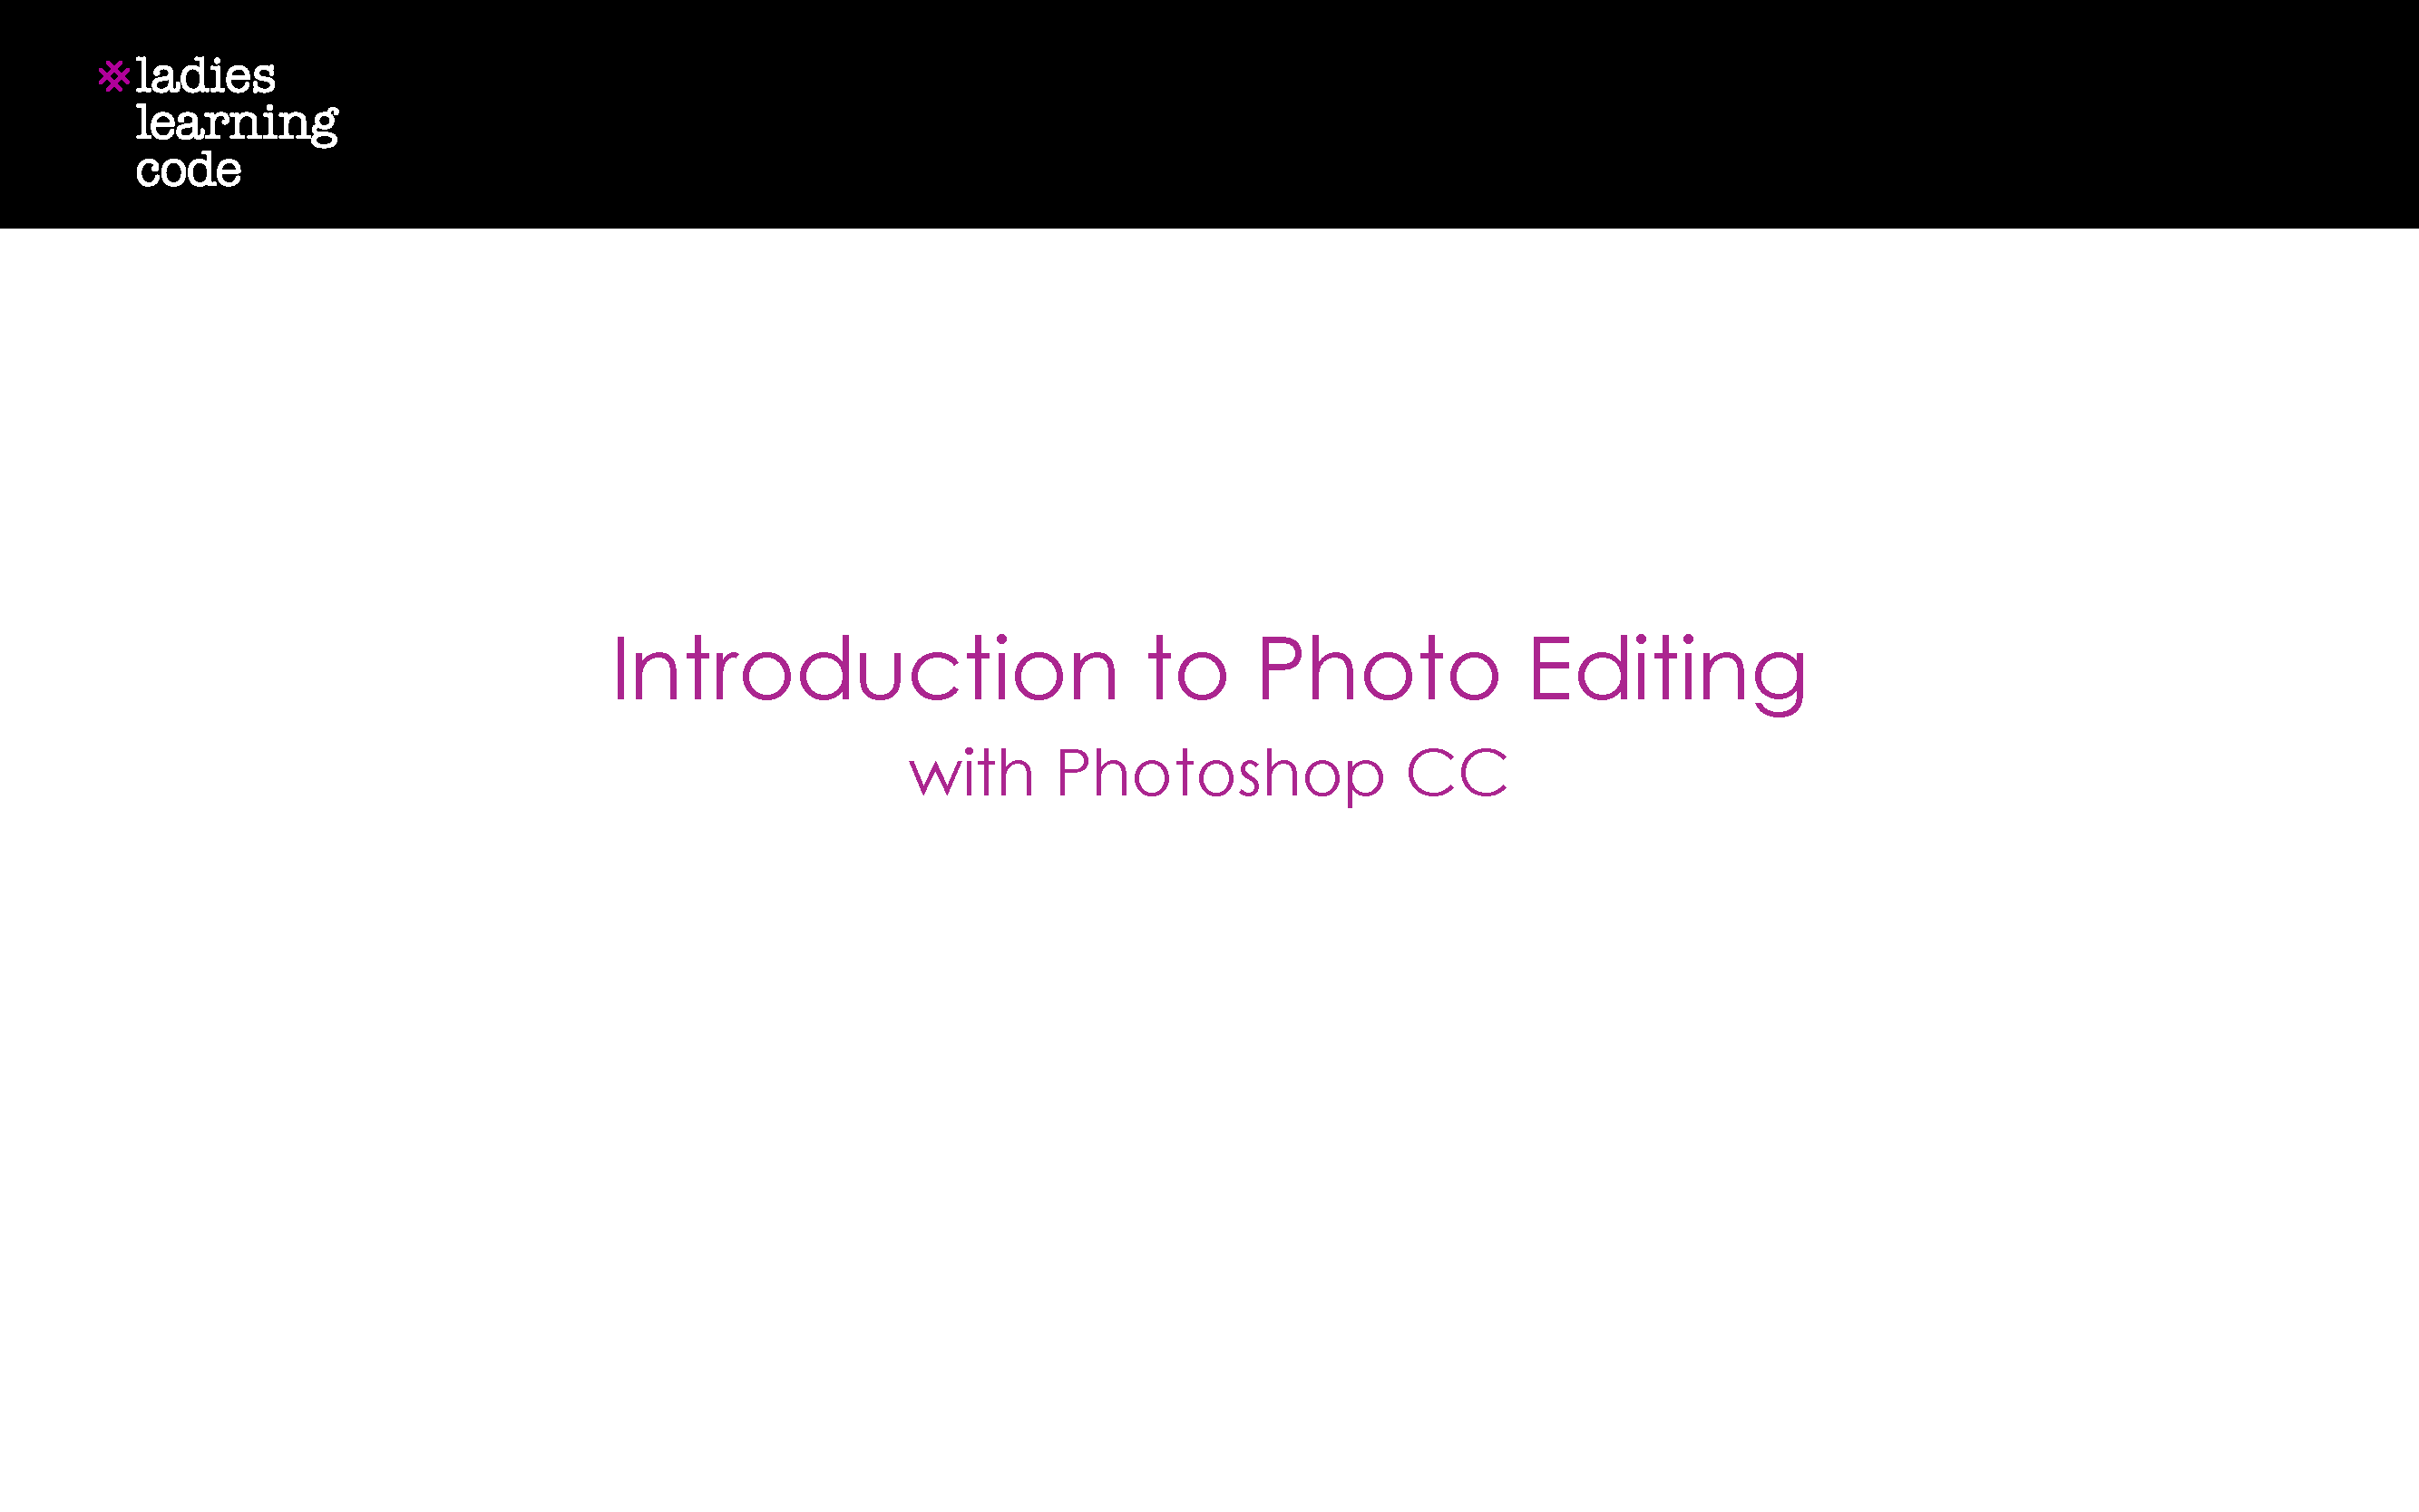 ladies
learning
code
Introduction to Photo Editing
with Photoshop CC